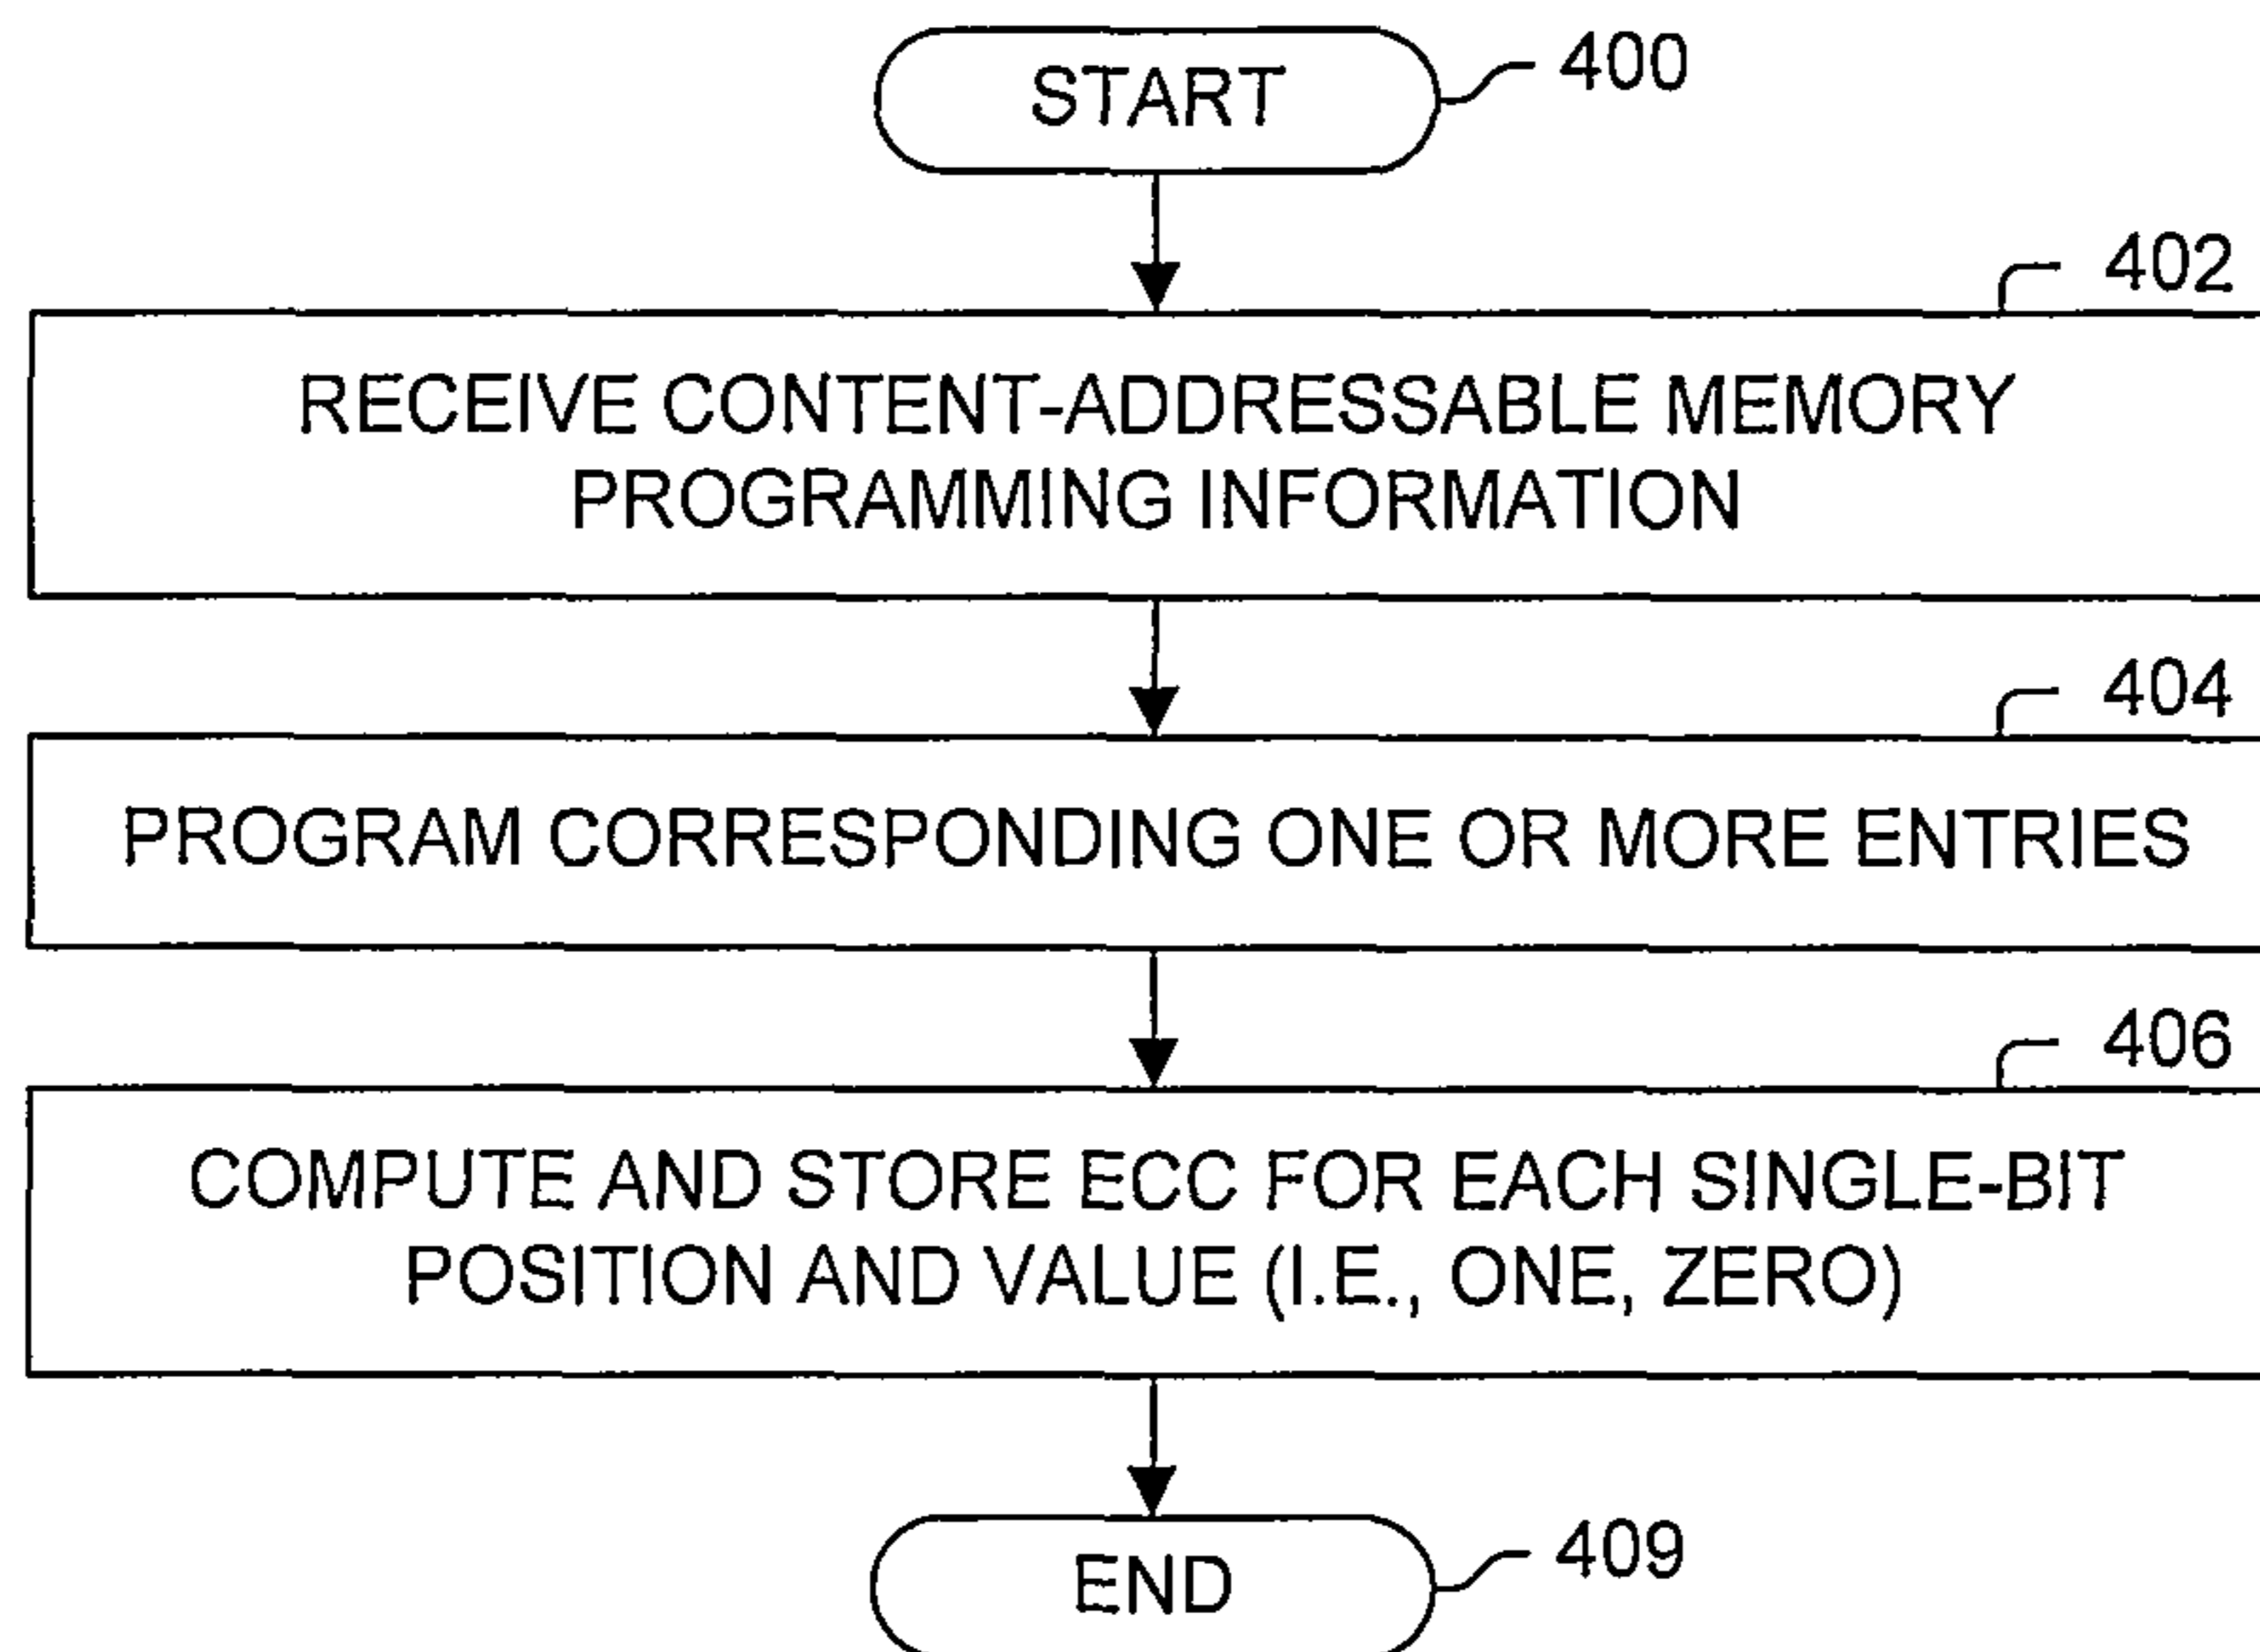 START
400
402
RECEIVE CONTENT-ADDRESSABLE MEMORY
PROGRAMMING INFORMATION
404
PROGRAM CORRESPONDING ONE OR MORE ENTRIES
406
COMPUTE AND STORE ECC FOR EACH SINGLE-BIT
POSITION AND VALUE (I.E., ONE, ZERO)
END
409